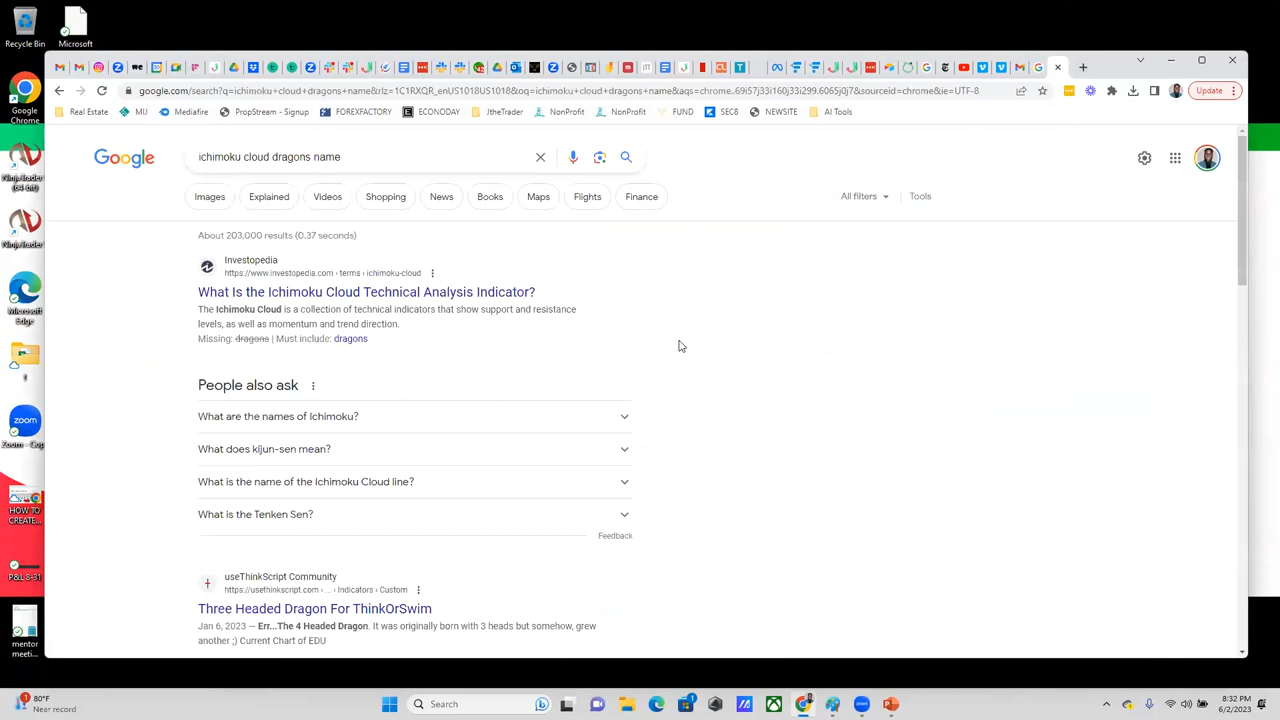 Recycle Bin
Microsoft
google.com/search?q=ichimoku+cloud+dragons+name&rlz=1C1RXQR_enUS1018US1018&oq=ichimoku+cloud+dragons+name&aqs=chrome..69i57j33i160j33i299.6065j0j7&sourceid=chrome&ie=UTF-8
Update
Real Estate
MU
Mediafire
PropStream - Signup
FOREXFACTORY
ECONODAY
JtheTrader
NonProfit
NonProfit
FUND
SEC8
NEWSITE
AI Tools
Google Chrome
Google
ichimoku cloud dragons name
Images
Explained
Videos
Shopping
News
Books
Maps
Flights
Finance
All filters
Tools
About 203,000 results (0.37 seconds)
Investopedia
https://www.investopedia.com › terms › ichimoku-cloud
What Is the Ichimoku Cloud Technical Analysis Indicator?
The Ichimoku Cloud is a collection of technical indicators that show support and resistance
levels, as well as momentum and trend direction.
Missing: dragons | Must include: dragons
People also ask
What are the names of Ichimoku?
What does kijun-sen mean?
What is the name of the Ichimoku Cloud line?
What is the Tenken Sen?
Feedback
useThinkScript Community
https://usethinkscript.com › ... › Indicators › Custom
Three Headed Dragon For ThinkOrSwim
Jan 6, 2023 — Err...The 4 Headed Dragon. It was originally born with 3 heads but somehow, grew
another ;) Current Chart of EDU
NinjaTrader
(64-bit)
NinjaTrader
Microsoft
Edge
zoom
HOW TO
CREATE...
P&L 8-31
mentor
meeti...
80°F
Near record
Search
8:32 PM
6/2/2023